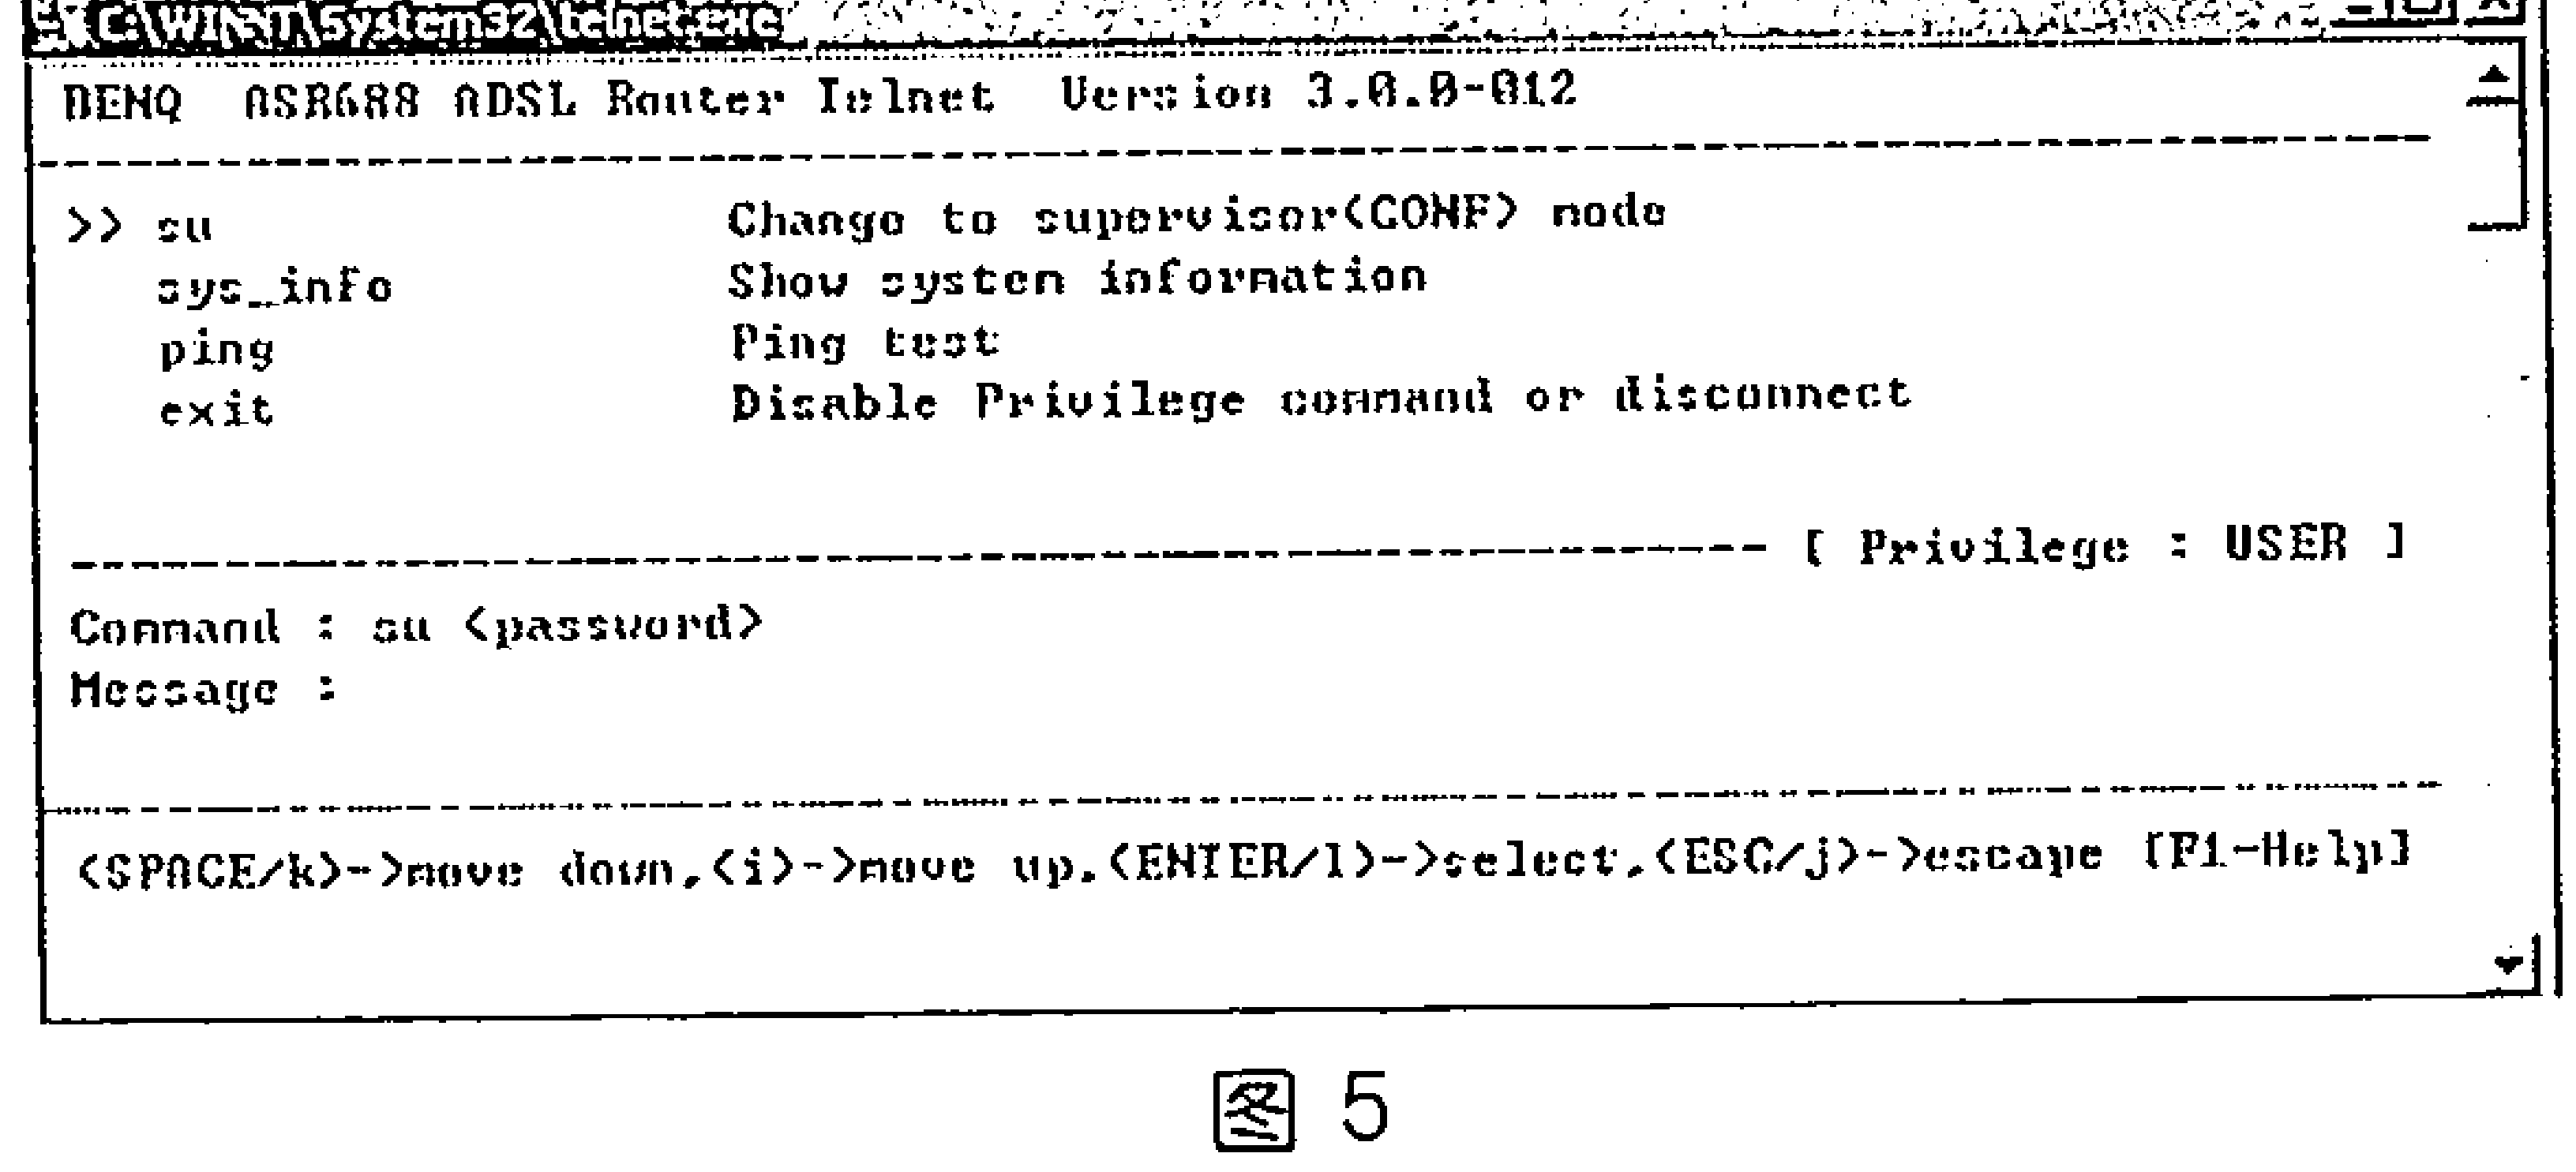 C:\WINNT\System32\telnet.exe
BENQ ASR688 ADSL Router Telnet Version 3.0.0-012
>> su Change to supervisor(CONF) mode
sys_info Show system information
ping Ping test
exit Disable Privilege command or disconnect
[ Privilege : USER ]
Command : su <password>
Message :
(SPACE/k)->move down,(i)->move up,(ENTER/l)->select,(ESC/j)->escape [F1-Help]
图 5